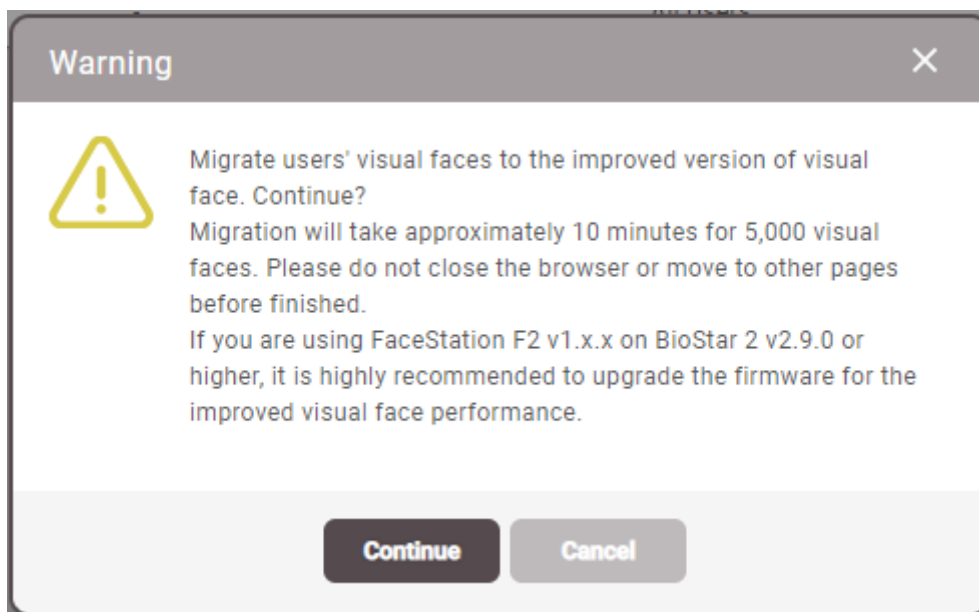 Warning
Migrate users' visual faces to the improved version of visual
face. Continue?
Migration will take approximately 10 minutes for 5,000 visual
faces. Please do not close the browser or move to other pages
before finished.
If you are using FaceStation F2 v1.x.x on BioStar 2 v2.9.0 or
higher, it is highly recommended to upgrade the firmware for the
improved visual face performance.
Continue
Cancel